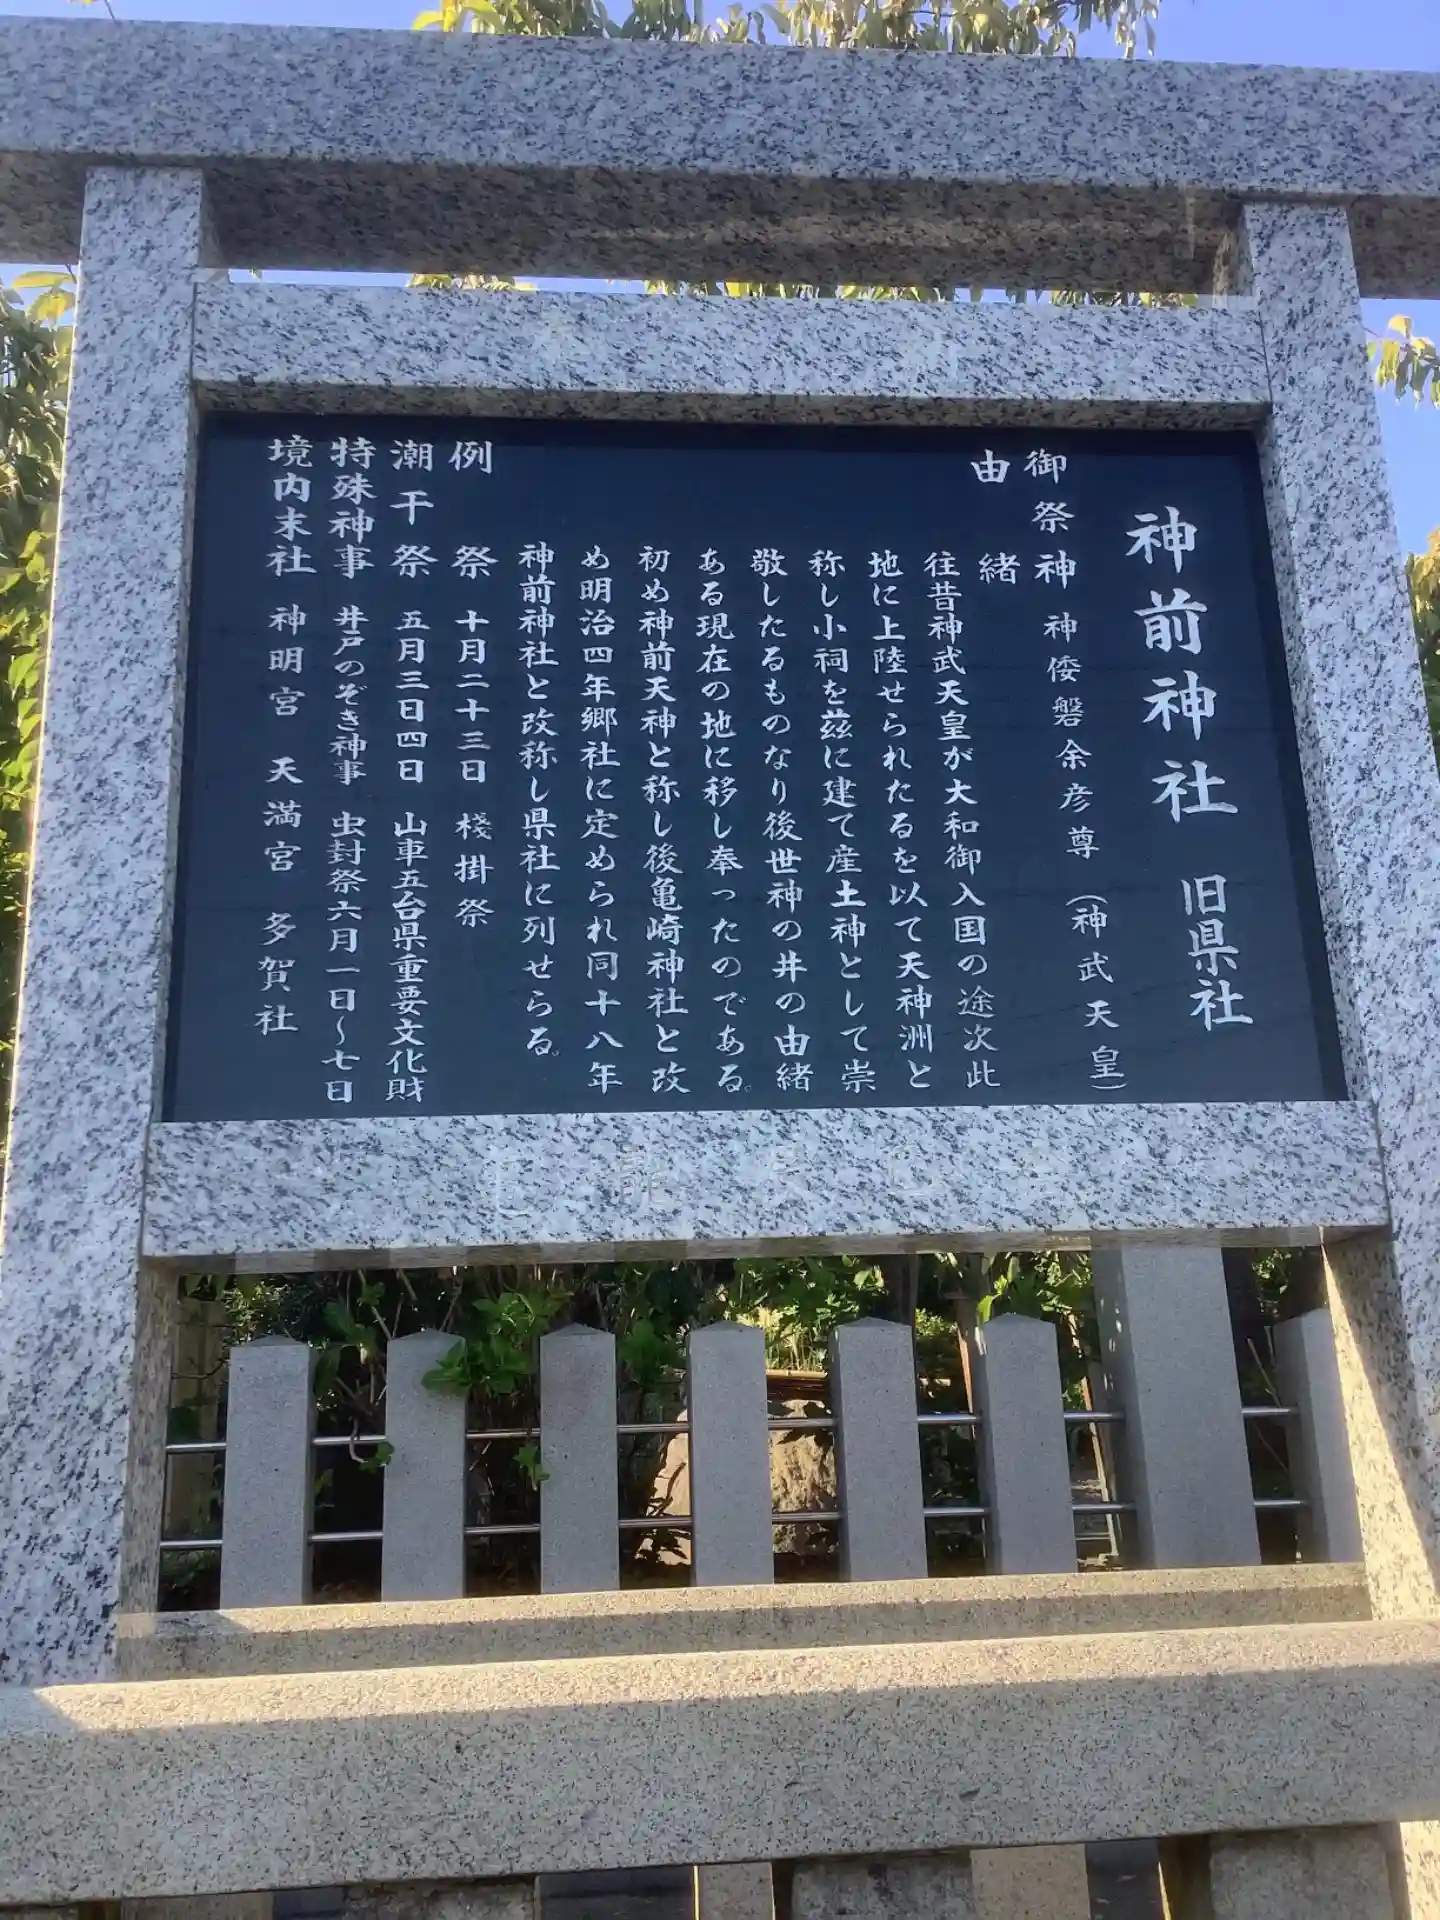 神前神社 旧県社
御祭神 神倭磐余彦尊 (神武天皇)
由緒
往昔神武天皇が大和御入国の途次此
地に上陸せられたるを以て天神洲と
称し小祠を茲に建て産土神として崇
敬したるものなり後世神の井の由緒
ある現在の地に移し奉ったのである。
初め神前天神と称し後亀崎神社と改
め明治四年郷社に定められ同十八年
神前神社と改称し県社に列せらる。
例祭 十月二十三日 棧掛祭
潮干祭 五月三日四日 山車五台県重要文化財
特殊神事 井戸のぞき神事 虫封祭六月一日~七日
境内末社 神明宮 天満宮 多賀社